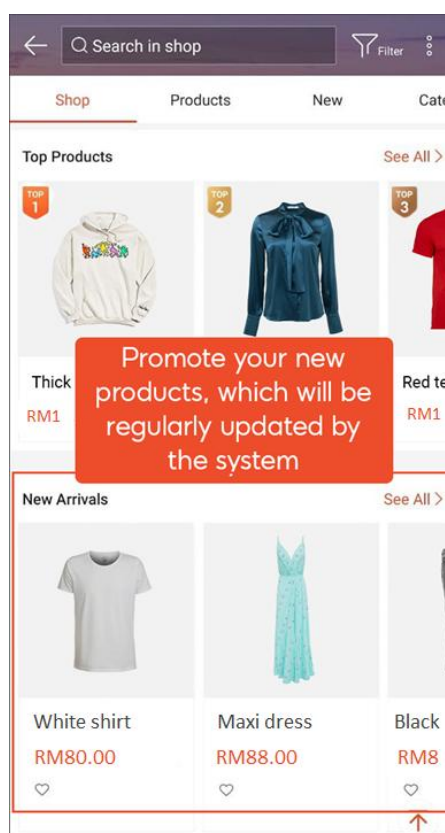 Search in shop
Filter
Shop Products New Cate
Top Products See All >
TOP 1 TOP 2 TOP 3
Promote your new
products, which will be
regularly updated by
the system
Thick Red te
RM1 RM1
New Arrivals See All >
White shirt Maxi dress Black
RM80.00 RM88.00 RM8